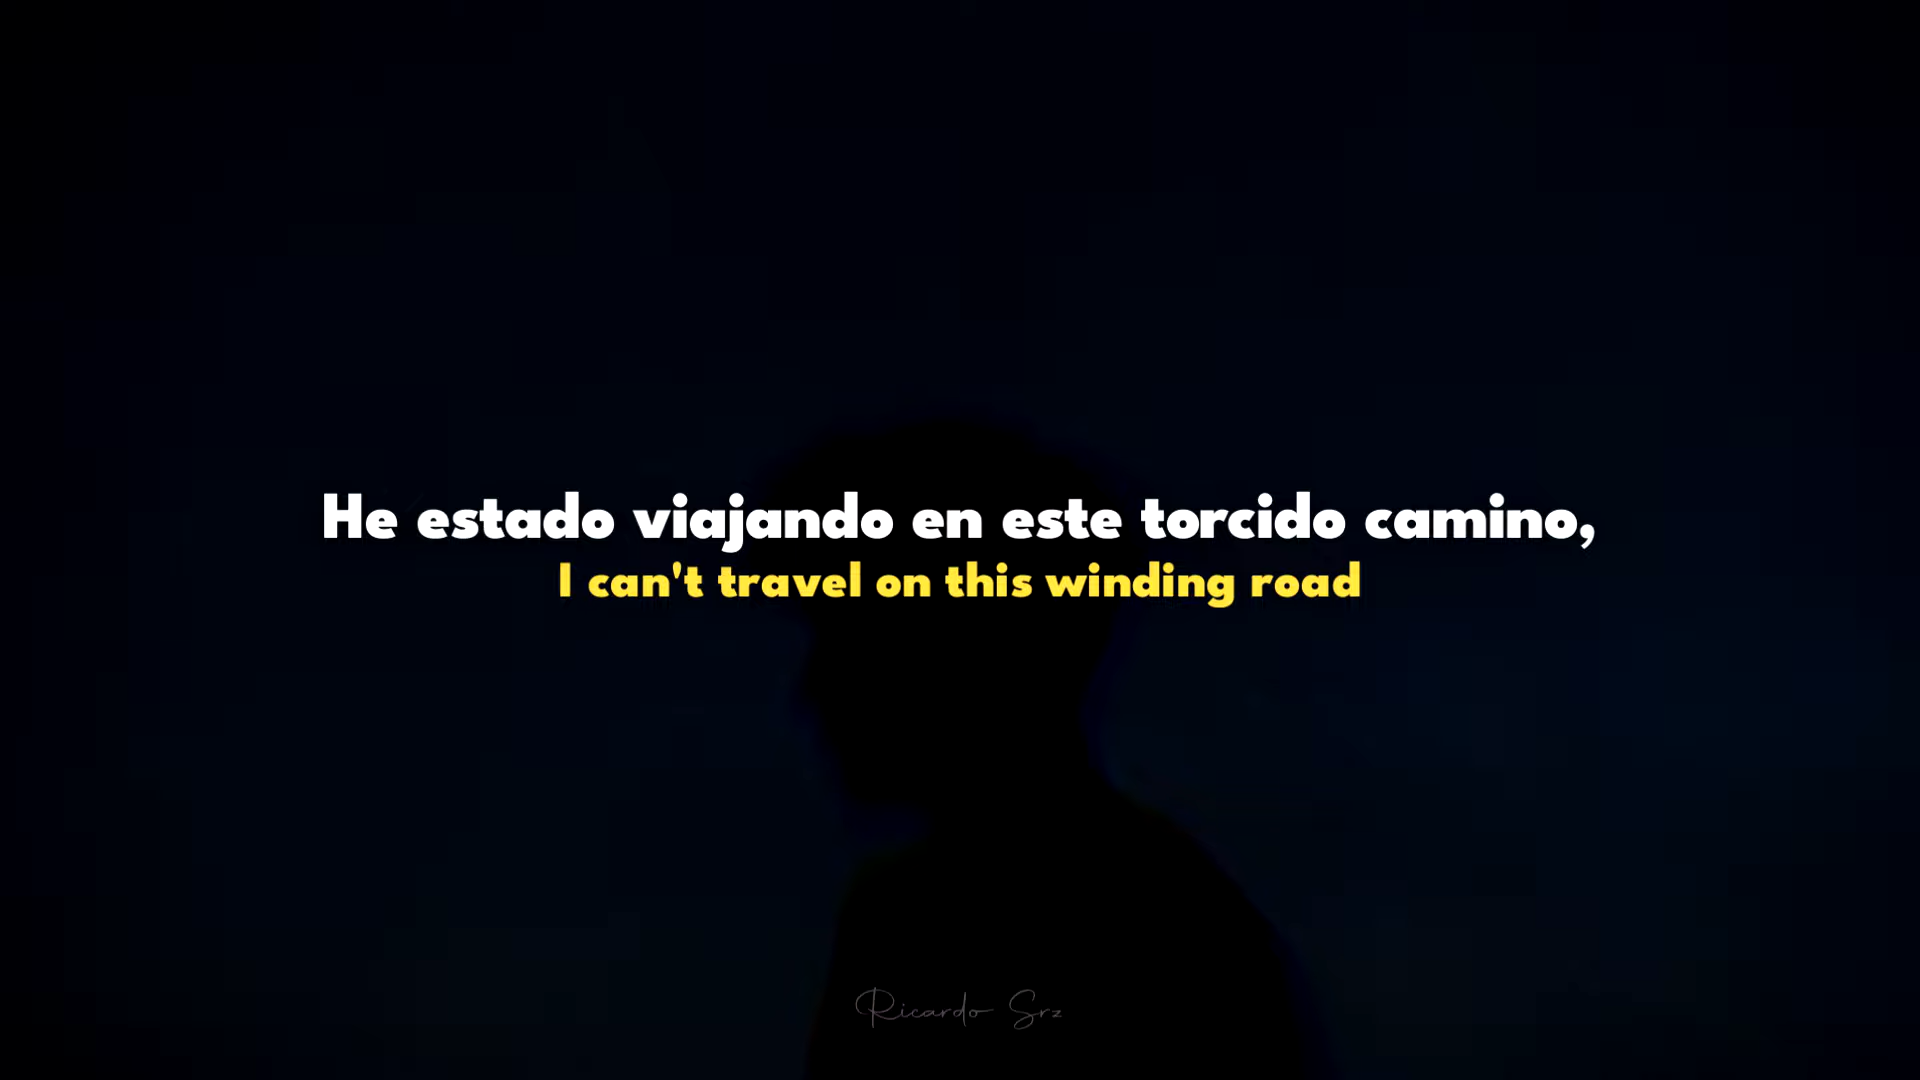 He estado viajando en este torcido camino,
I can't travel on this winding road
Ricardo Srz